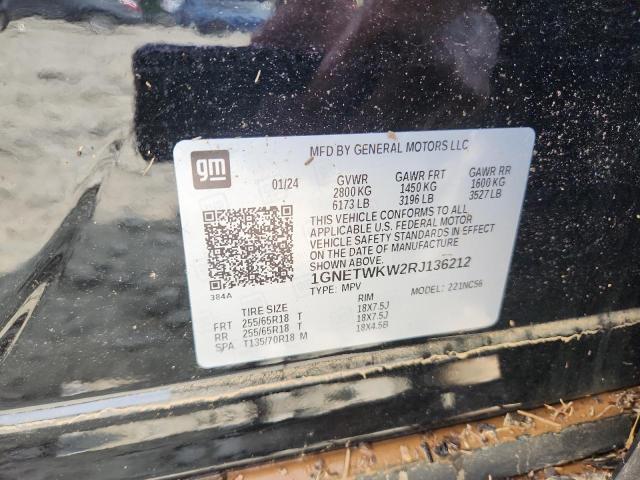 gm
MFD BY GENERAL MOTORS LLC
01/24
GVWR GAWR FRT GAWR RR
2800 KG 1450 KG 1600 KG
6173 LB 3196 LB 3527 LB
THIS VEHICLE CONFORMS TO ALL
APPLICABLE U.S. FEDERAL MOTOR
VEHICLE SAFETY STANDARDS IN EFFECT
ON THE DATE OF MANUFACTURE
SHOWN ABOVE.
1GNETWKW2RJ136212
TYPE: MPV MODEL: 221NC56
384A
TIRE SIZE RIM
FRT 255/65R18 T 18X7.5J
RR 255/65R18 T 18X7.5J
SPA T135/70R18 M 18X4.5B